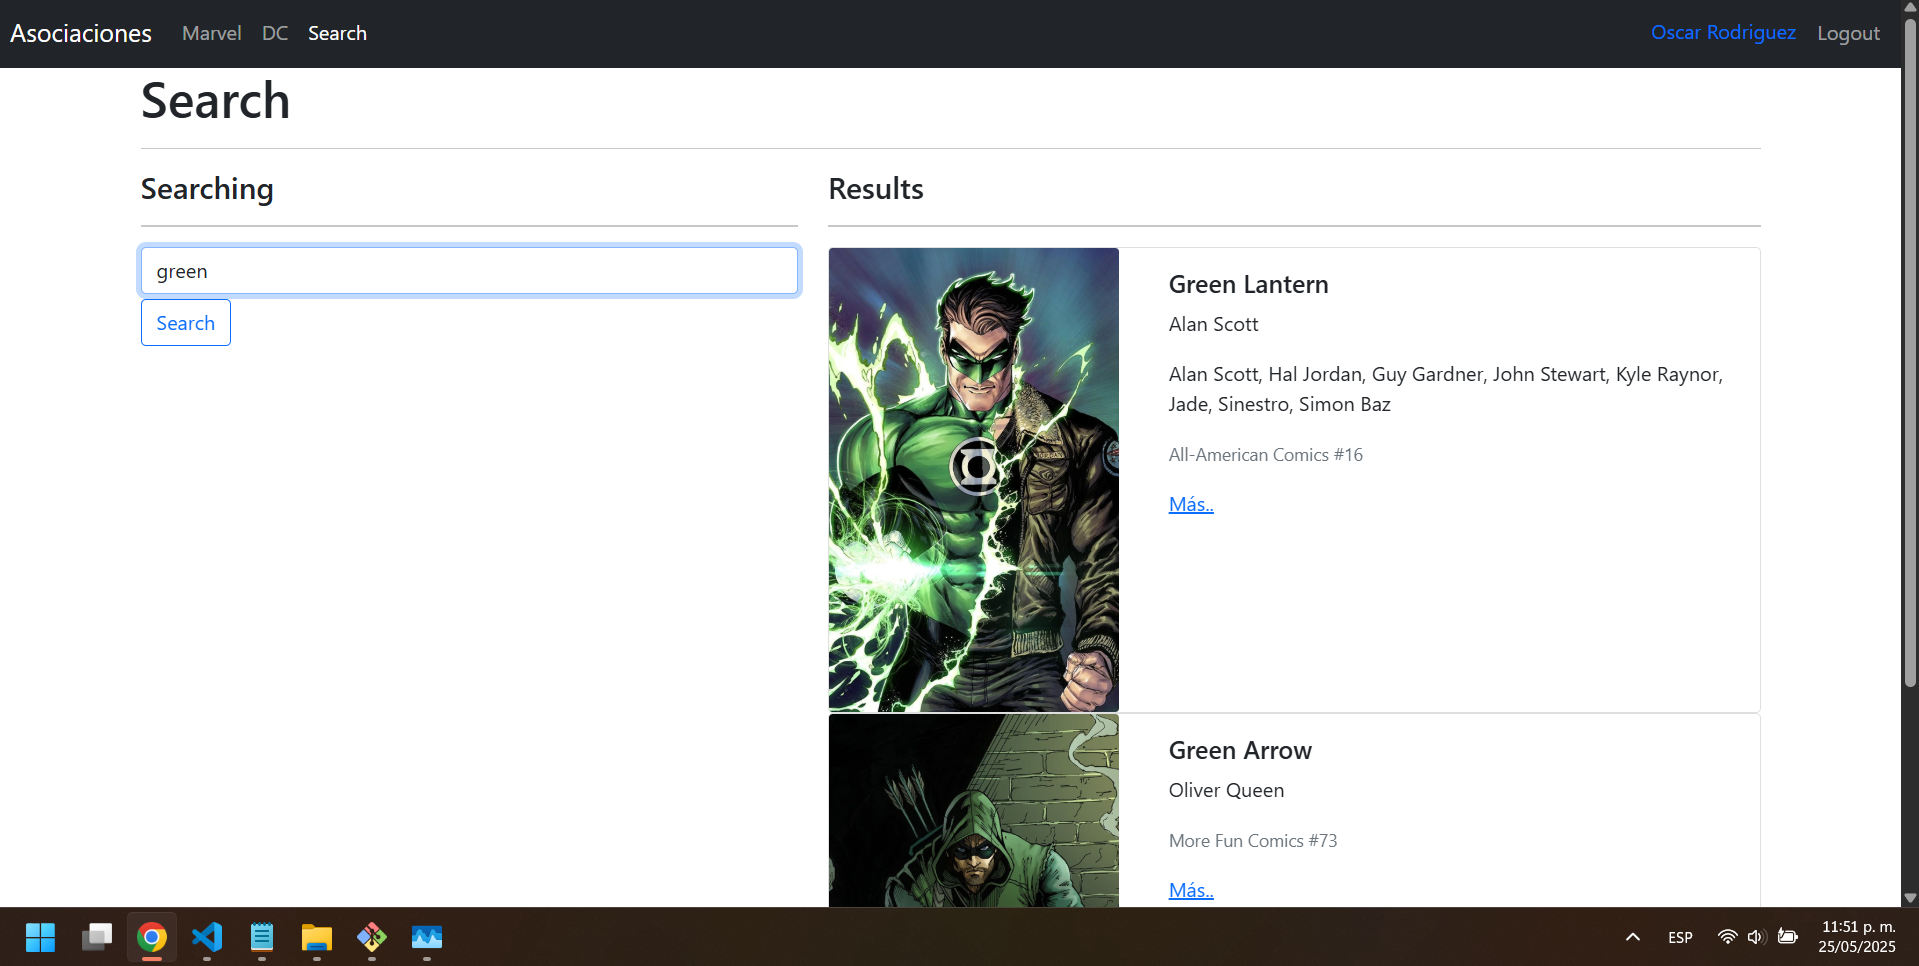 Asociaciones Marvel DC Search Oscar Rodriguez Logout
Search
Searching
green
Search
Results
Green Lantern
Alan Scott
Alan Scott, Hal Jordan, Guy Gardner, John Stewart, Kyle Raynor,
Jade, Sinestro, Simon Baz
All-American Comics #16
Más..
Green Arrow
Oliver Queen
More Fun Comics #73
Más..
ESP
11:51 p. m.
25/05/2025